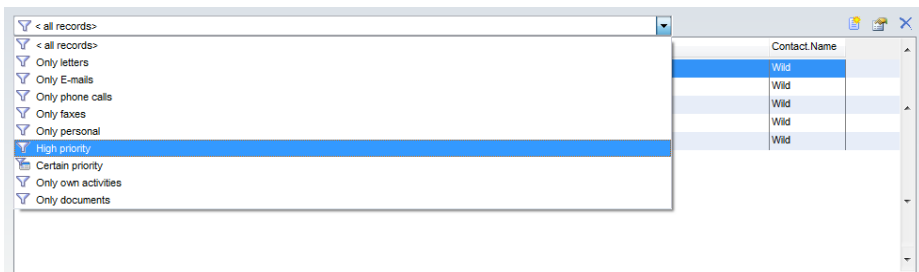 < all records>
< all records>
Contact.Name
Only letters
Wild
Only E-mails
Wild
Only phone calls
Wild
Only faxes
Wild
Only personal
High priority
Wild
Certain priority
Only own activities
Only documents